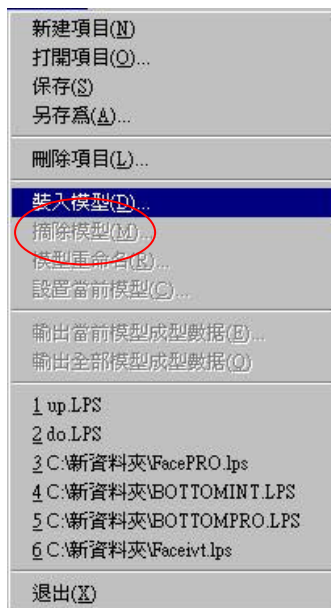 新建項目(N)
打開項目(O)...
保存(S)
另存爲(A)...
刪除項目(L)...
裝入模型(D)...
摘除模型(M)...
模型重命名(R)...
設置當前模型(C)...
輸出當前模型成型數据(E)...
輸出全部模型成型數据(Q)
1 up.LPS
2 do.LPS
3 C:\新資料夾\FacePRO.lps
4 C:\新資料夾\BOTTOMINT.LPS
5 C:\新資料夾\BOTTOMPRO.LPS
6 C:\新資料夾\Faceivt.lps
退出(X)